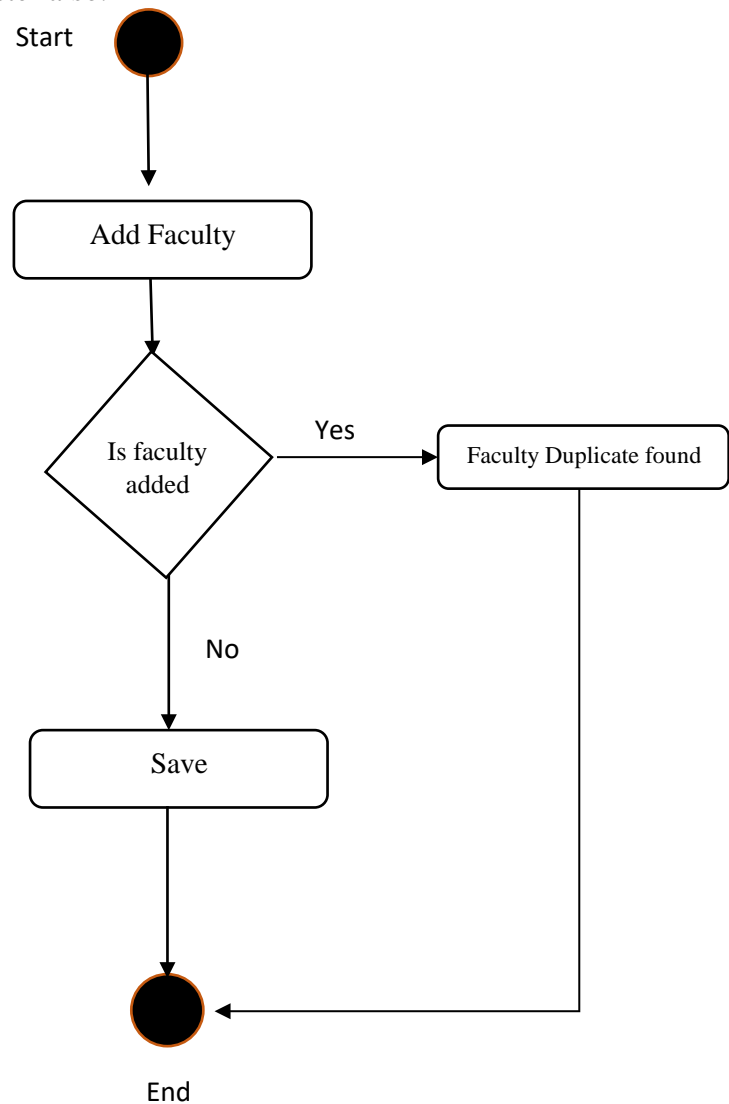 Start
Add Faculty
Is faculty
added
Yes
Faculty Duplicate found
No
Save
End